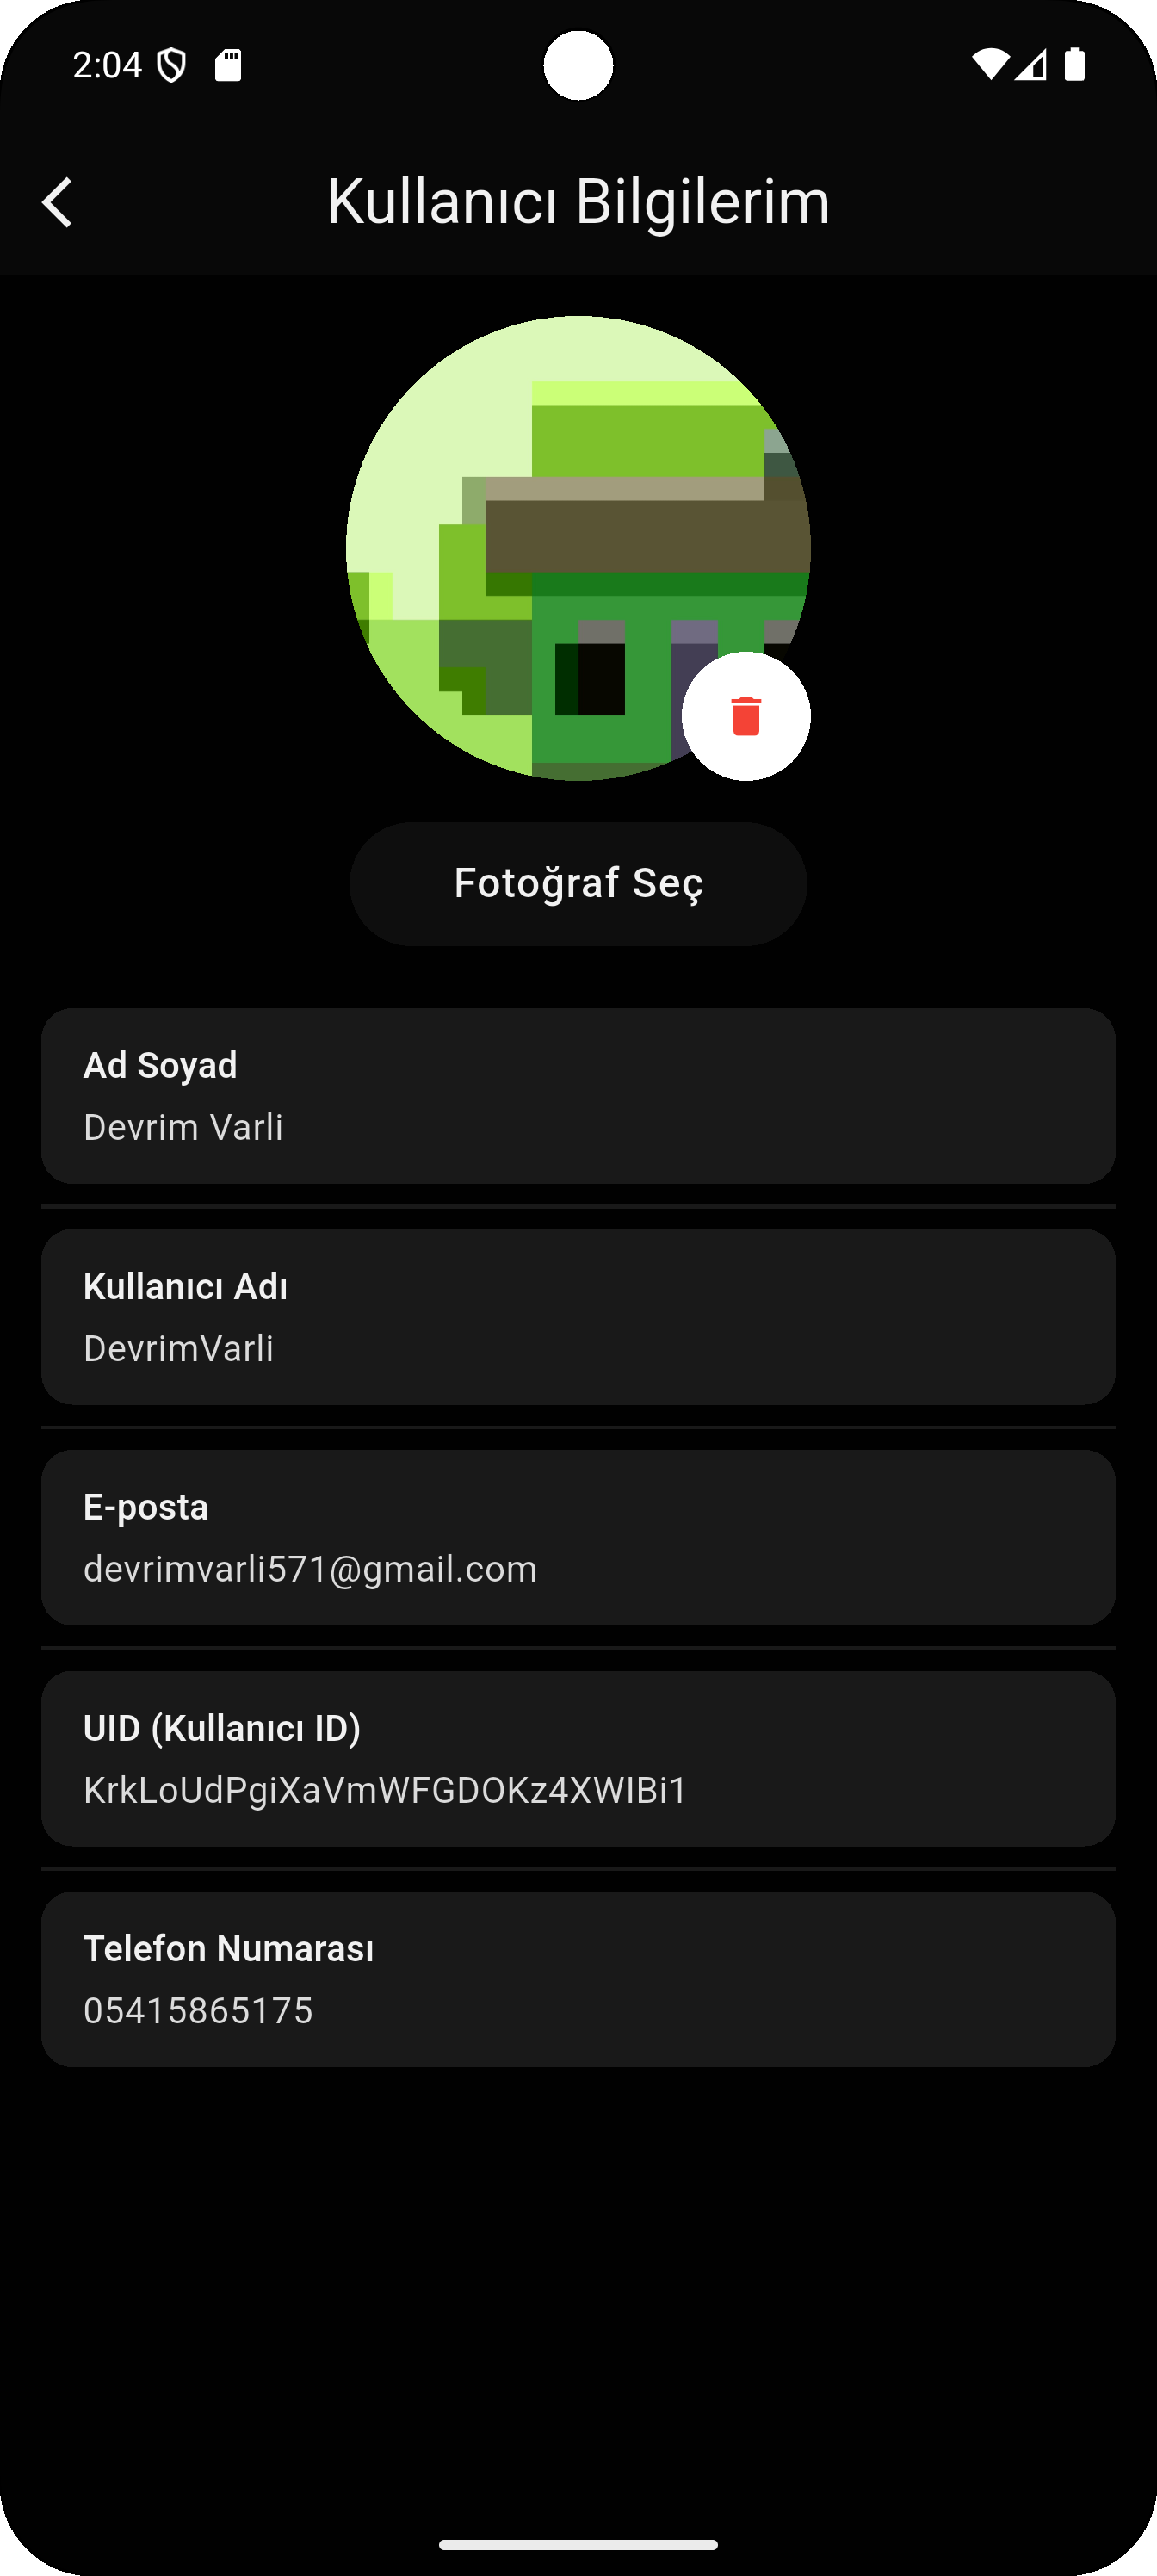 2:04
Kullanıcı Bilgilerim
Fotoğraf Seç
Ad Soyad
Devrim Varli
Kullanıcı Adı
DevrimVarli
E-posta
devrimvarli571@gmail.com
UID (Kullanıcı ID)
KrkLoUdPgiXaVmWFGDOKz4XWIBi1
Telefon Numarası
05415865175